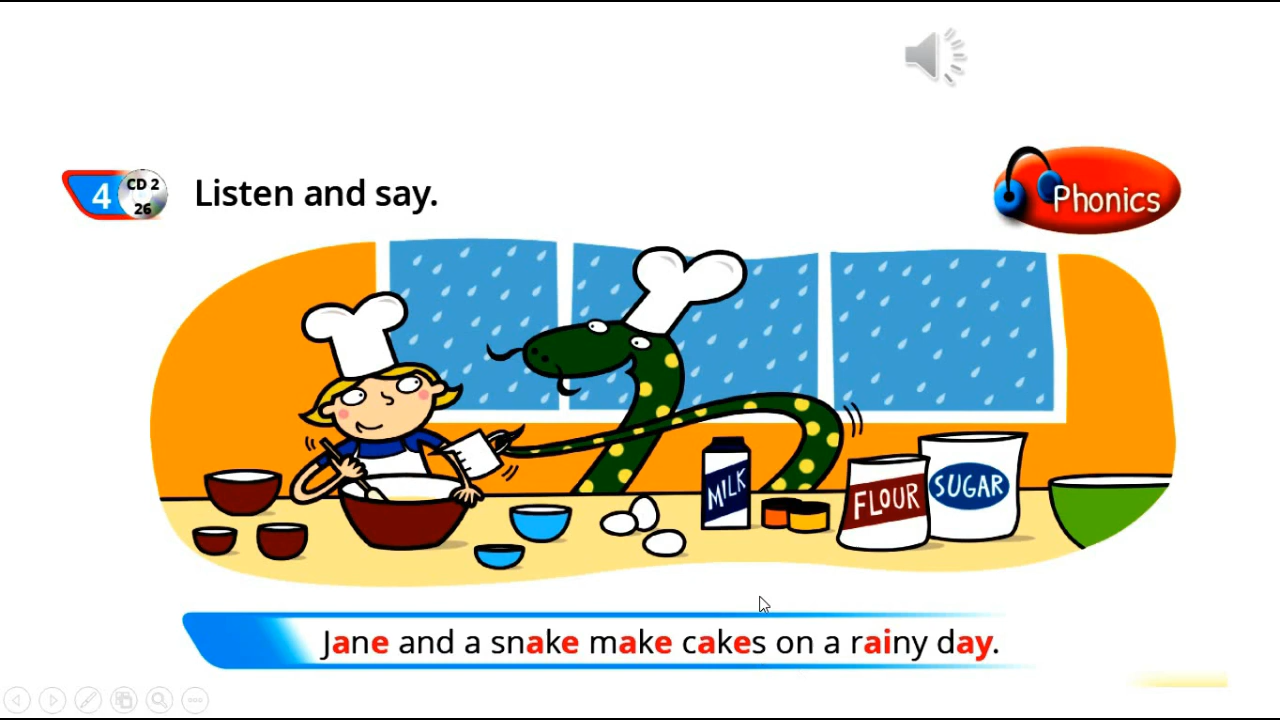 4 CD 2 26 Listen and say.
Phonics
MILK
FLOUR
SUGAR
Jane and a snake make cakes on a rainy day.